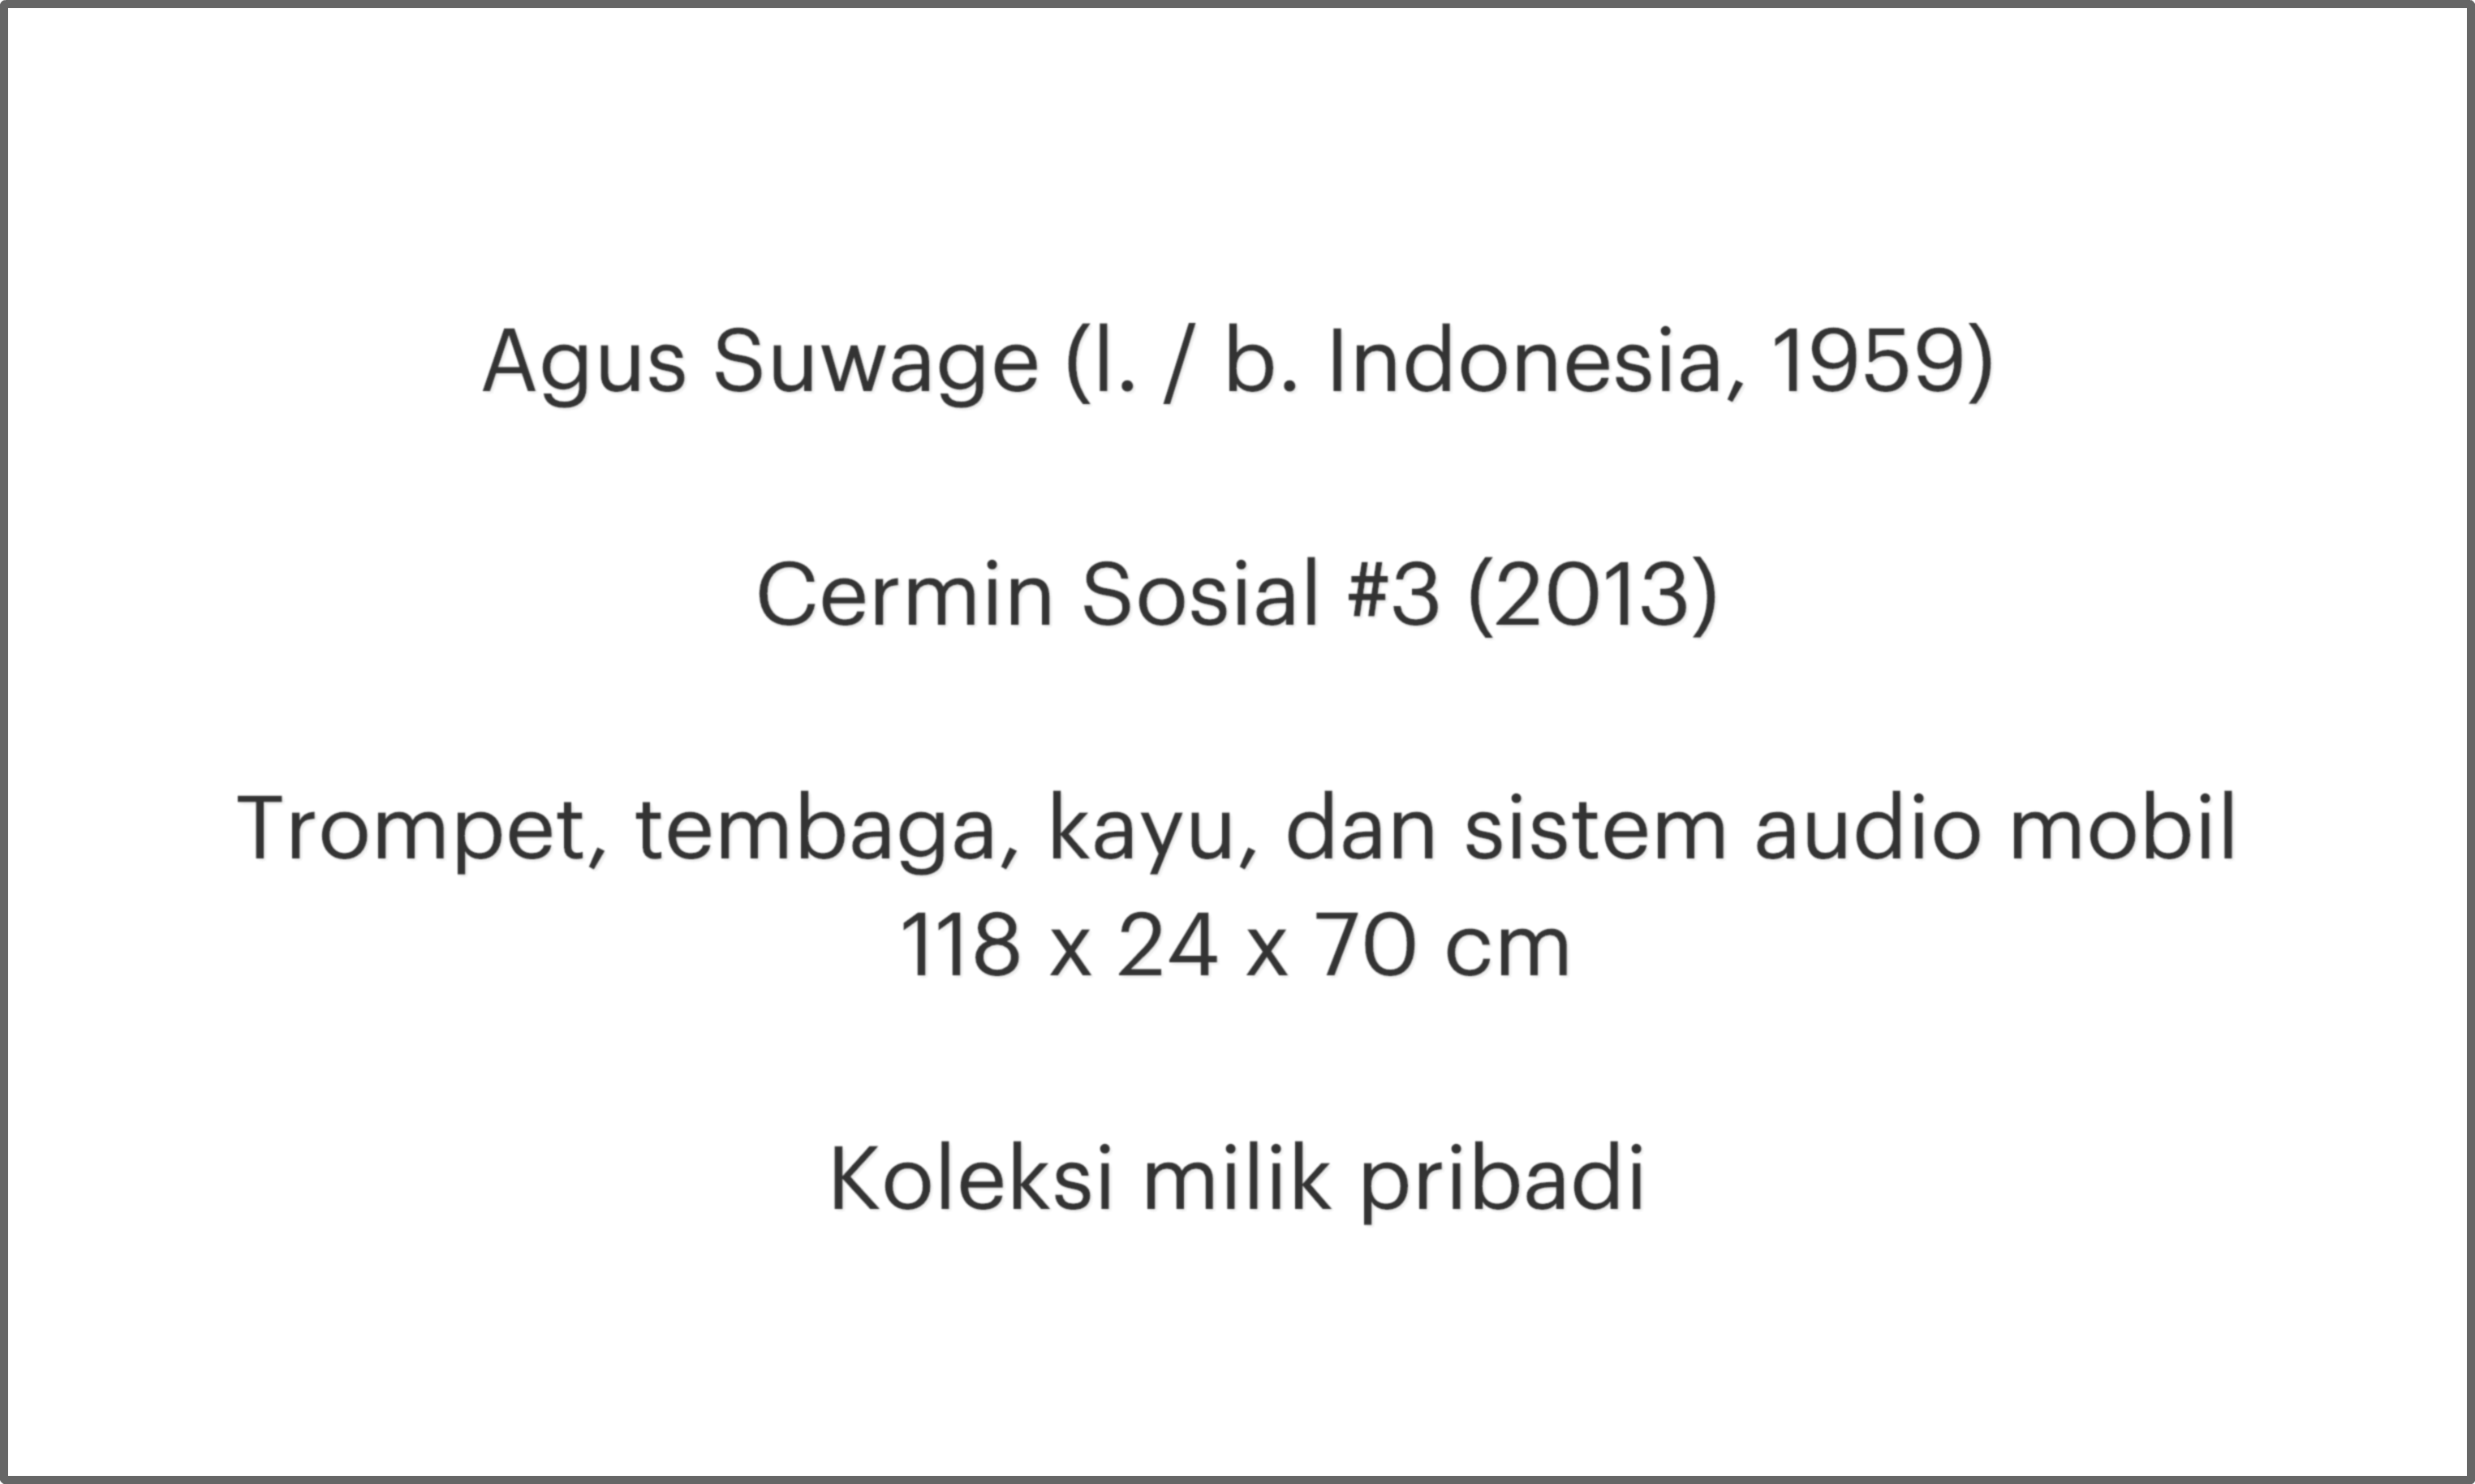 Agus Suwage (l. / b. Indonesia, 1959)
Cermin Sosial #3 (2013)
Trompet, tembaga, kayu, dan sistem audio mobil
118 x 24 x 70 cm
Koleksi milik pribadi